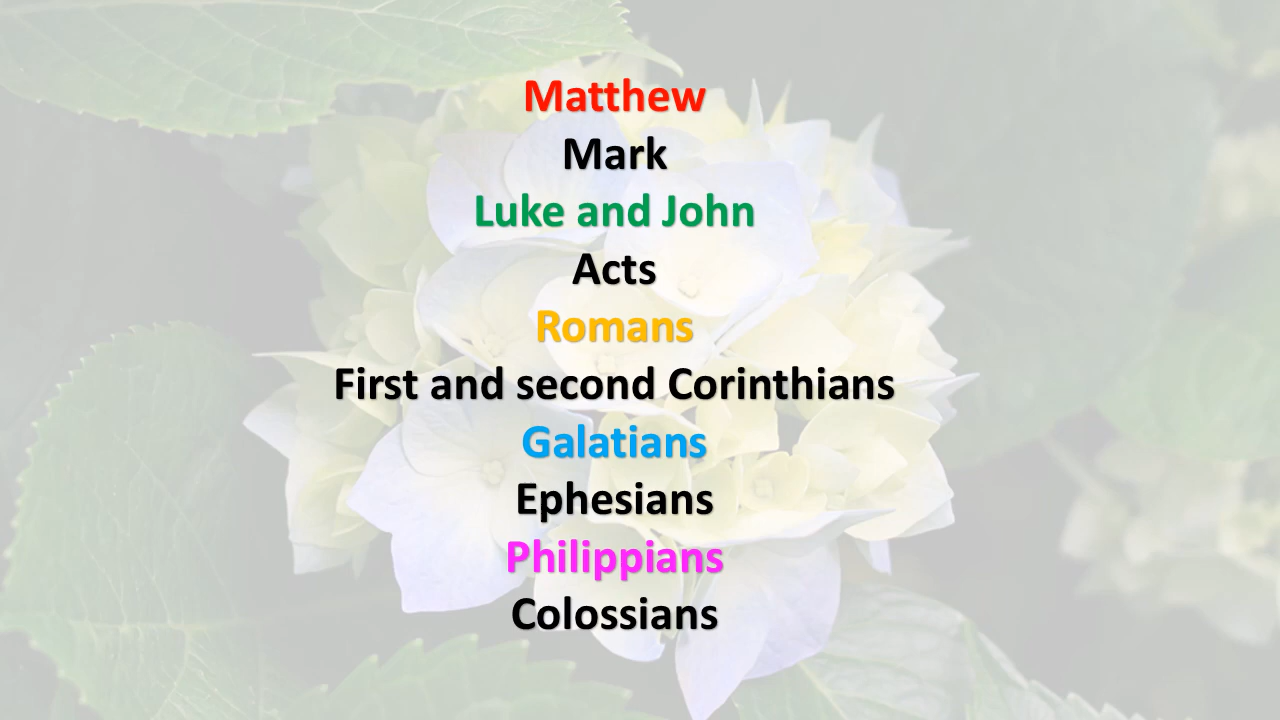 Matthew
Mark
Luke and John
Acts
Romans
First and second Corinthians
Galatians
Ephesians
Philippians
Colossians